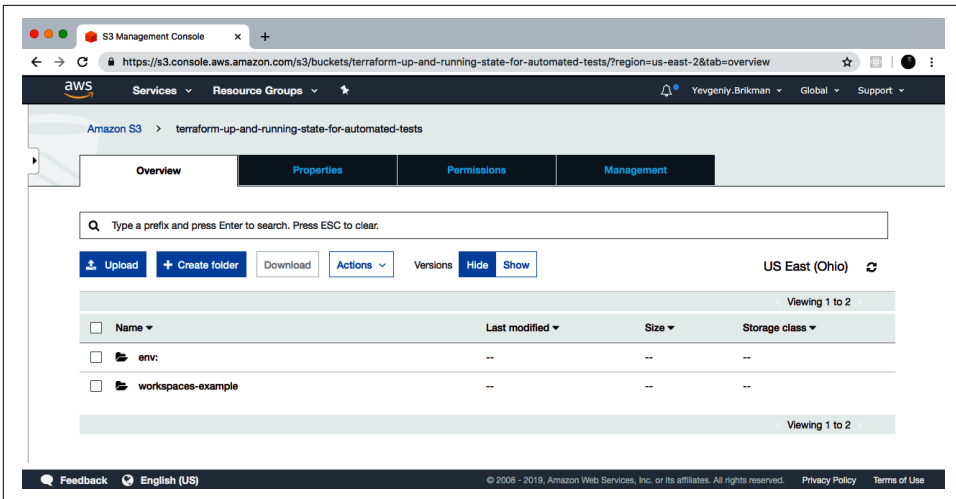 S3 Management Console × +
https://s3.console.aws.amazon.com/s3/buckets/terraform-up-and-running-state-for-automated-tests/?region=us-east-2&tab=overview
aws Services Resource Groups Yevgeniy.Brikman Global Support
Amazon S3 > terraform-up-and-running-state-for-automated-tests
Overview Properties Permissions Management
Type a prefix and press Enter to search. Press ESC to clear.
Upload + Create folder Download Actions Versions Hide Show US East (Ohio)
Viewing 1 to 2
Name Last modified Size Storage class
env: -- -- --
workspaces-example -- -- --
Viewing 1 to 2
Feedback English (US) © 2008 - 2019, Amazon Web Services, Inc. or its affiliates. All rights reserved. Privacy Policy Terms of Use